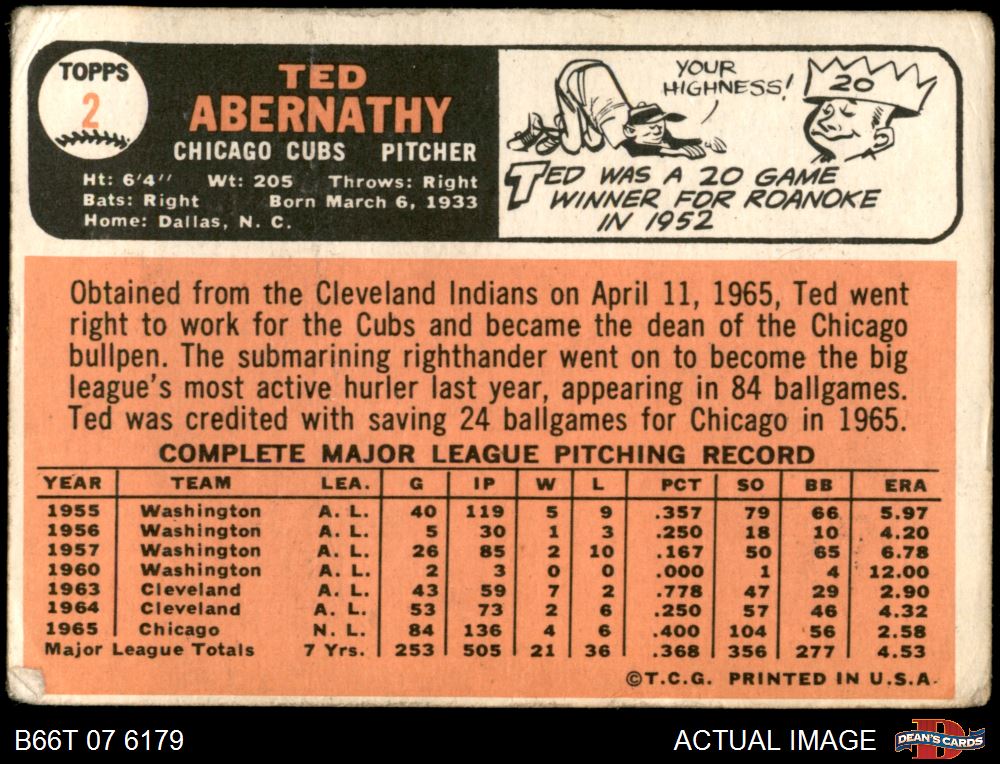 TOPPS
2
TED
ABERNATHY
CHICAGO CUBS PITCHER
Ht: 6'4" Wt: 205 Throws: Right
Bats: Right Born March 6, 1933
Home: Dallas, N. C.
YOUR
HIGHNESS!
20
TED WAS A 20 GAME
WINNER FOR ROANOKE
IN 1952
Obtained from the Cleveland Indians on April 11, 1965, Ted went
right to work for the Cubs and became the dean of the Chicago
bullpen. The submarining righthander went on to become the big
league's most active hurler last year, appearing in 84 ballgames.
Ted was credited with saving 24 ballgames for Chicago in 1965.
COMPLETE MAJOR LEAGUE PITCHING RECORD
YEAR TEAM LEA. G IP W L PCT SO BB ERA
1955 Washington A. L. 40 119 5 9 .357 79 66 5.97
1956 Washington A. L. 5 30 1 3 .250 18 10 4.20
1957 Washington A. L. 26 85 2 10 .167 50 65 6.78
1960 Washington A. L. 2 3 0 0 .000 1 4 12.00
1963 Cleveland A. L. 43 59 7 2 .778 47 29 2.90
1964 Cleveland A. L. 53 73 2 6 .250 57 46 4.32
1965 Chicago N. L. 84 136 4 6 .400 104 56 2.58
Major League Totals 7 Yrs. 253 505 21 36 .368 356 277 4.53
©T.C.G. PRINTED IN U.S.A.
B66T 07 6179
ACTUAL IMAGE
DEAN'S CARDS